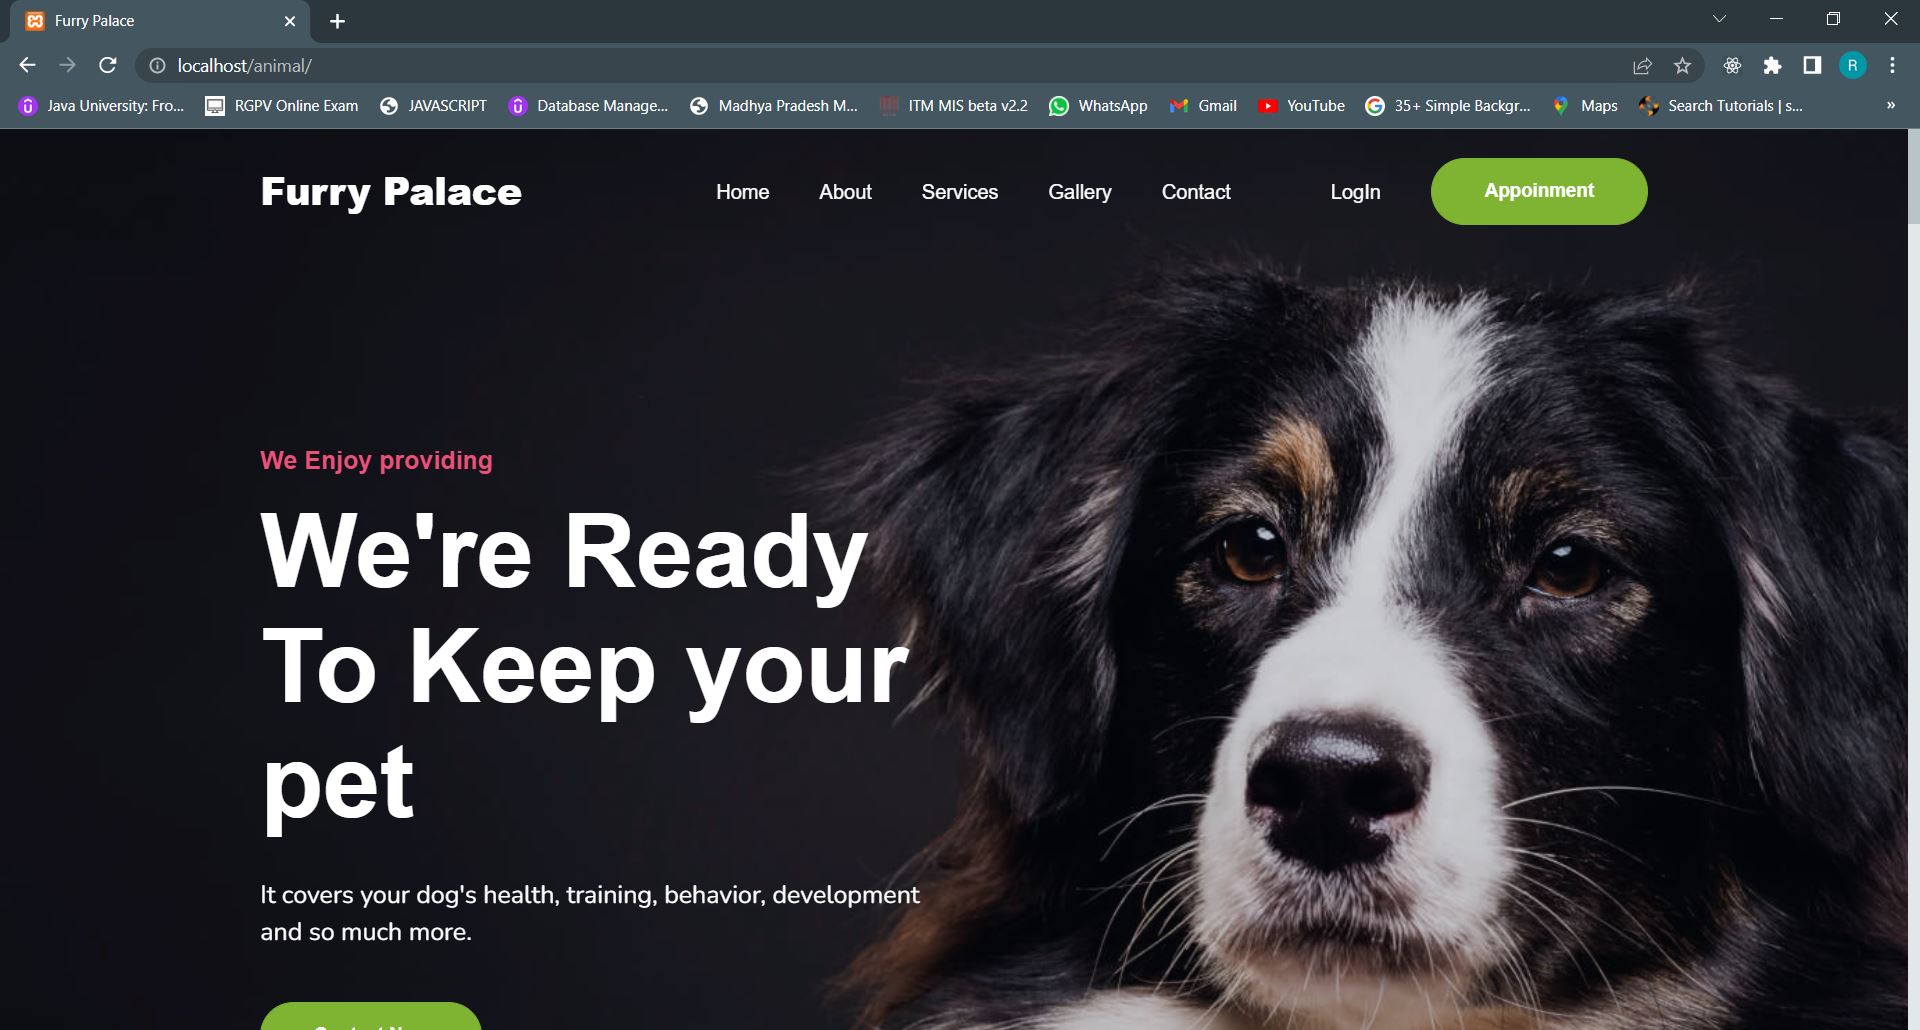 Furry Palace
localhost/animal/
R
Java University: Fro...
RGPV Online Exam
JAVASCRIPT
Database Manage...
Madhya Pradesh M...
ITM MIS beta v2.2
WhatsApp
Gmail
YouTube
35+ Simple Backgr...
Maps
Search Tutorials | s...
»
Furry Palace
Home
About
Services
Gallery
Contact
LogIn
Appoinment
We Enjoy providing
We're Ready
To Keep your
pet
It covers your dog's health, training, behavior, development
and so much more.